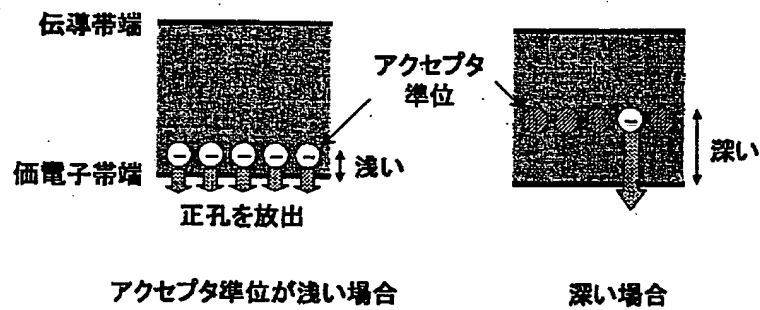 伝導帯端
アクセプタ
準位
浅い
深い
価電子帯端
正孔を放出
アクセプタ準位が浅い場合
深い場合